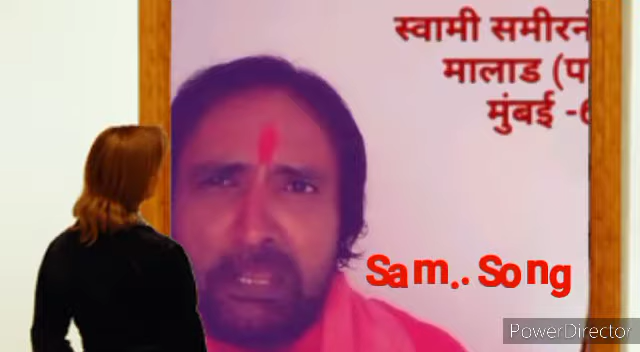 स्वामी समीरन
मालाड (प
मुंबई -6
Sam.. Song
PowerDirector